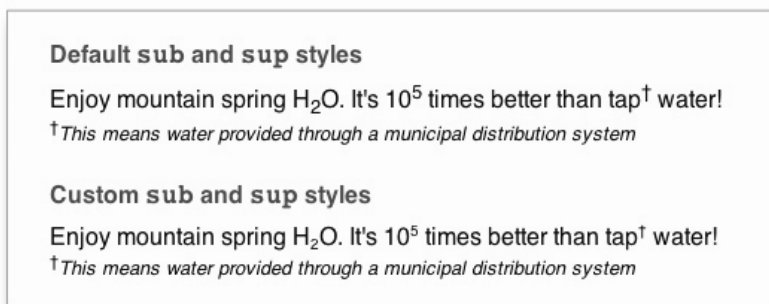 Default sub and sup styles
Enjoy mountain spring H₂O. It's 10⁵ times better than tap† water!
†This means water provided through a municipal distribution system
Custom sub and sup styles
Enjoy mountain spring H₂O. It's 10⁵ times better than tap† water!
†This means water provided through a municipal distribution system